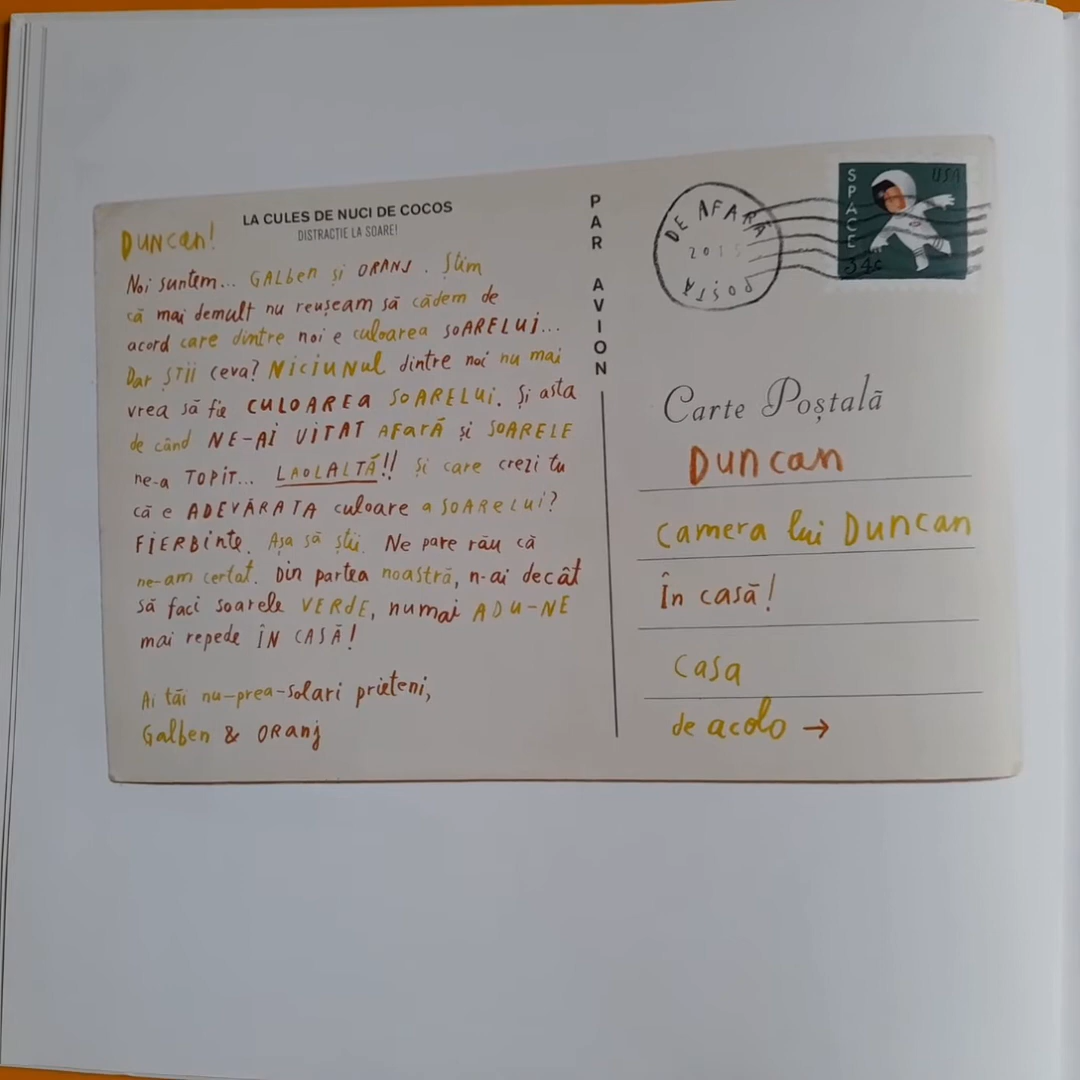 LA CULES DE NUCI DE COCOS
DISTRACȚIE LA SOARE!
DUNCAN!
Noi suntem... GALBEN și ORANJ. Știm
că mai demult nu reușeam să cădem de
acord care dintre noi e culoarea SOARELUI...
Dar ȘTII ceva? NICIUNUL dintre noi nu mai
vrea să fie CULOAREA SOARELUI. Și asta
de când NE-AI UITAT AFARĂ și SOARELE
ne-a TOPIT... LAOLALTĂ!! Și care crezi tu
că e ADEVĂRATA culoare a SOARELUI?
FIERBINTE. Așa să știi. Ne pare rău că
ne-am certat. Din partea noastră, n-ai decât
să faci soarele VERDE, numai ADU-NE
mai repede ÎN CASĂ!
Ai tăi nu-prea-solari prieteni,
Galben & ORANJ
PAR AVION
DE AFARĂ
2015
POȘTA
SPACE
USA
34c
Carte Poștală
Duncan
Camera lui Duncan
În casă!
Casa
de acolo →